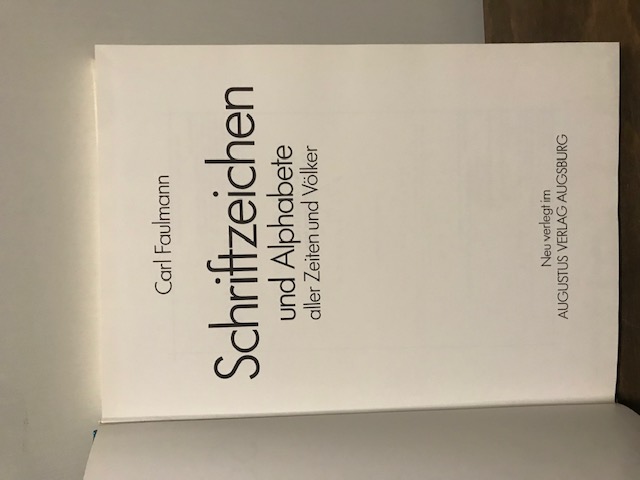 Carl Faulmann
Schriftzeichen
und Alphabete
aller Zeiten und Völker
Neu verlegt im
AUGUSTUS VERLAG AUGSBURG